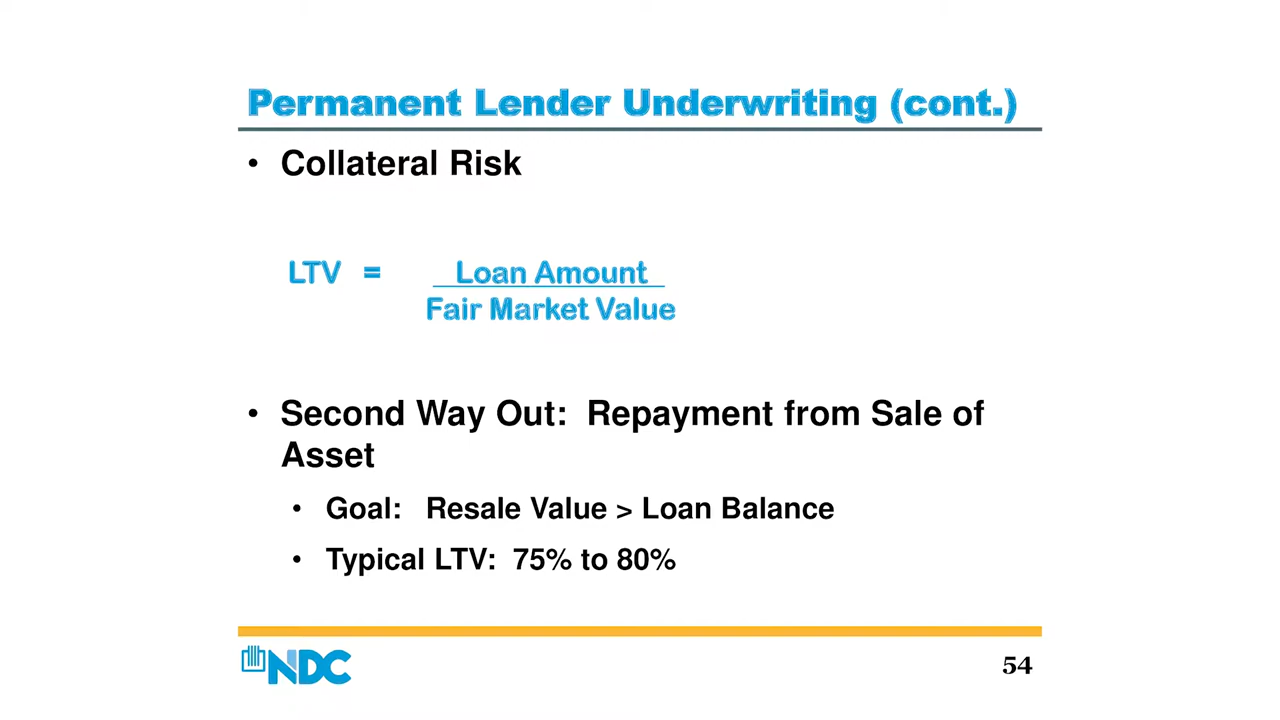 Permanent Lender Underwriting (cont.)
• Collateral Risk
LTV = Loan Amount
Fair Market Value
• Second Way Out: Repayment from Sale of
Asset
• Goal: Resale Value > Loan Balance
• Typical LTV: 75% to 80%
NDC
54